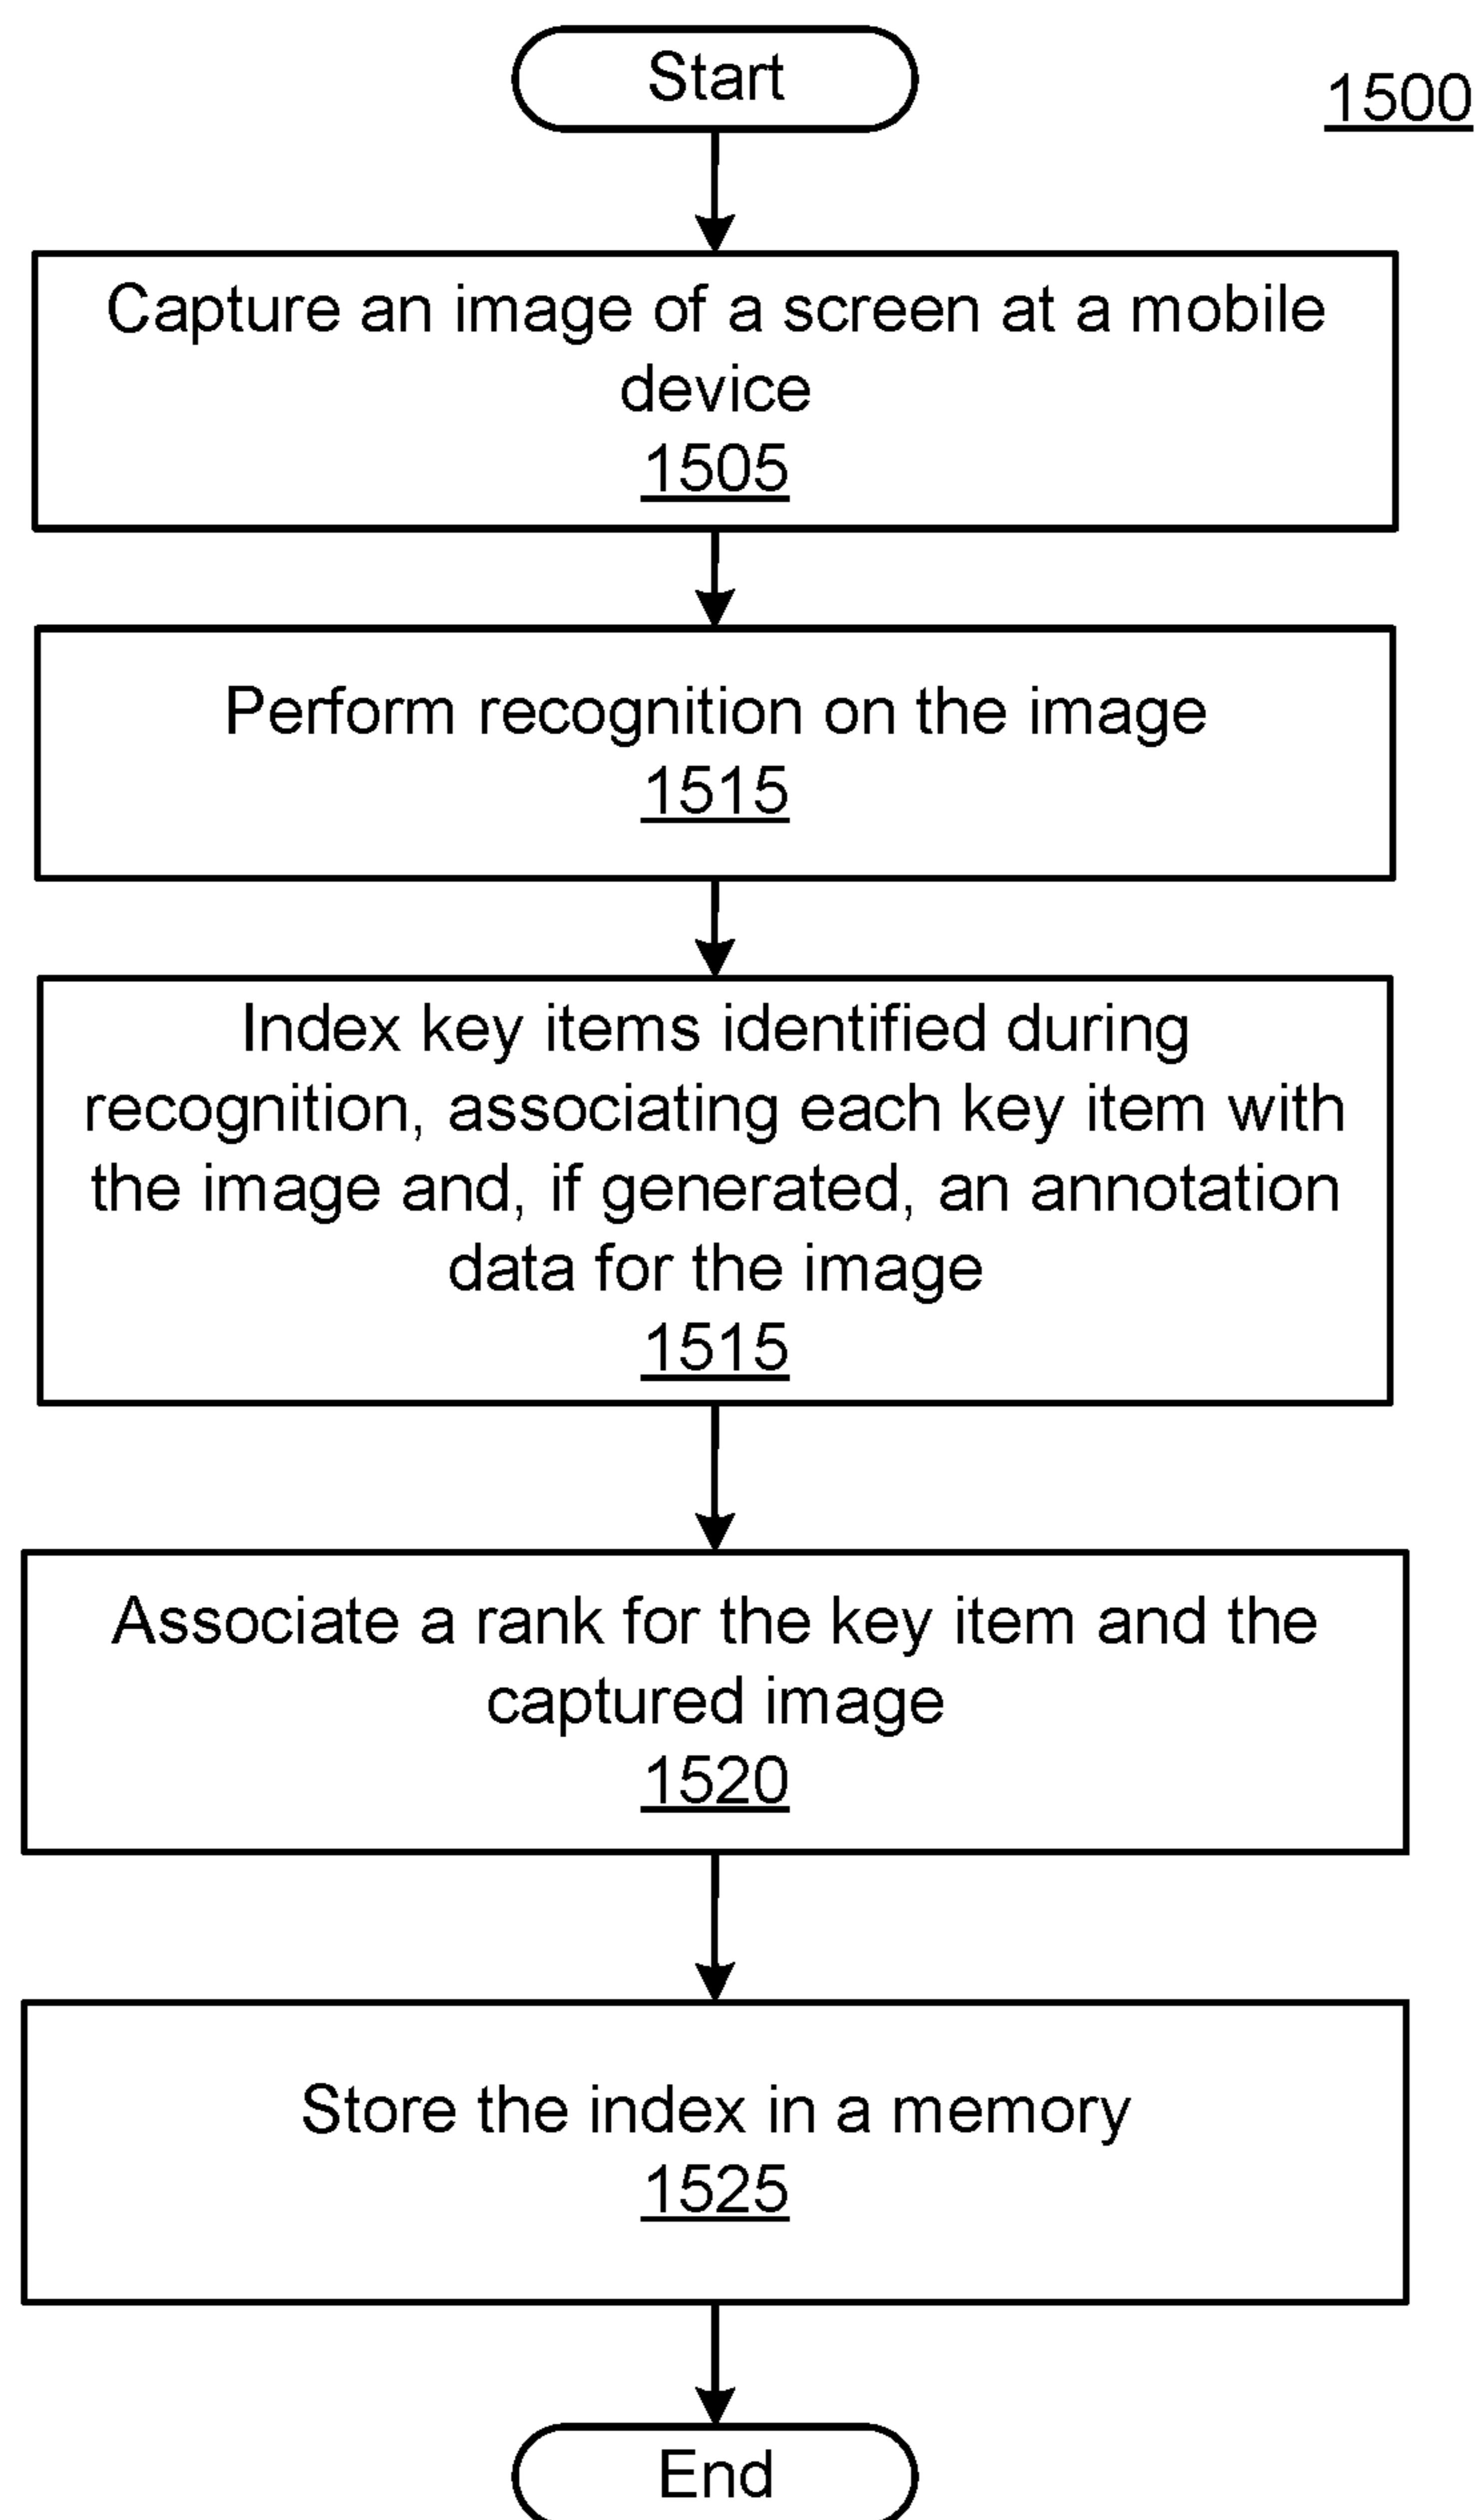 Start
1500
Capture an image of a screen at a mobile
device
1505
Perform recognition on the image
1515
Index key items identified during
recognition, associating each key item with
the image and, if generated, an annotation
data for the image
1515
Associate a rank for the key item and the
captured image
1520
Store the index in a memory
1525
End